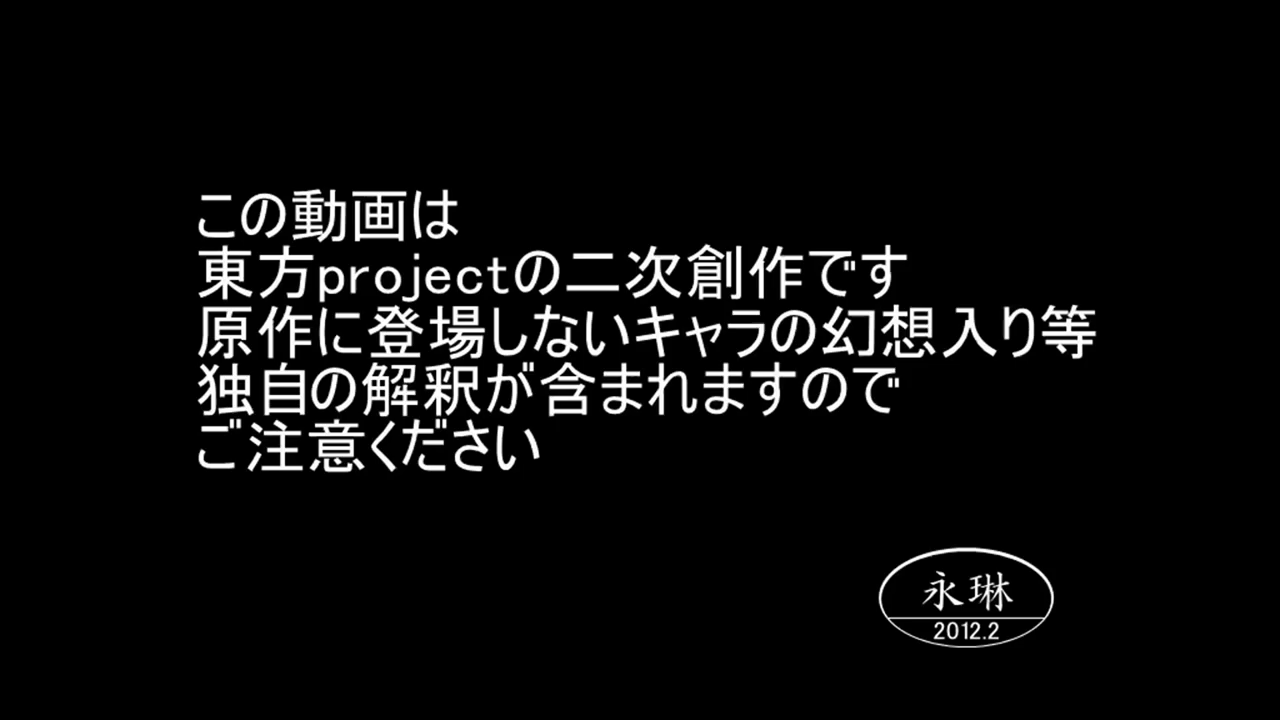 この動画は
東方projectの二次創作です
原作に登場しないキャラの幻想入り等
独自の解釈が含まれますので
ご注意ください
永琳
2012.2